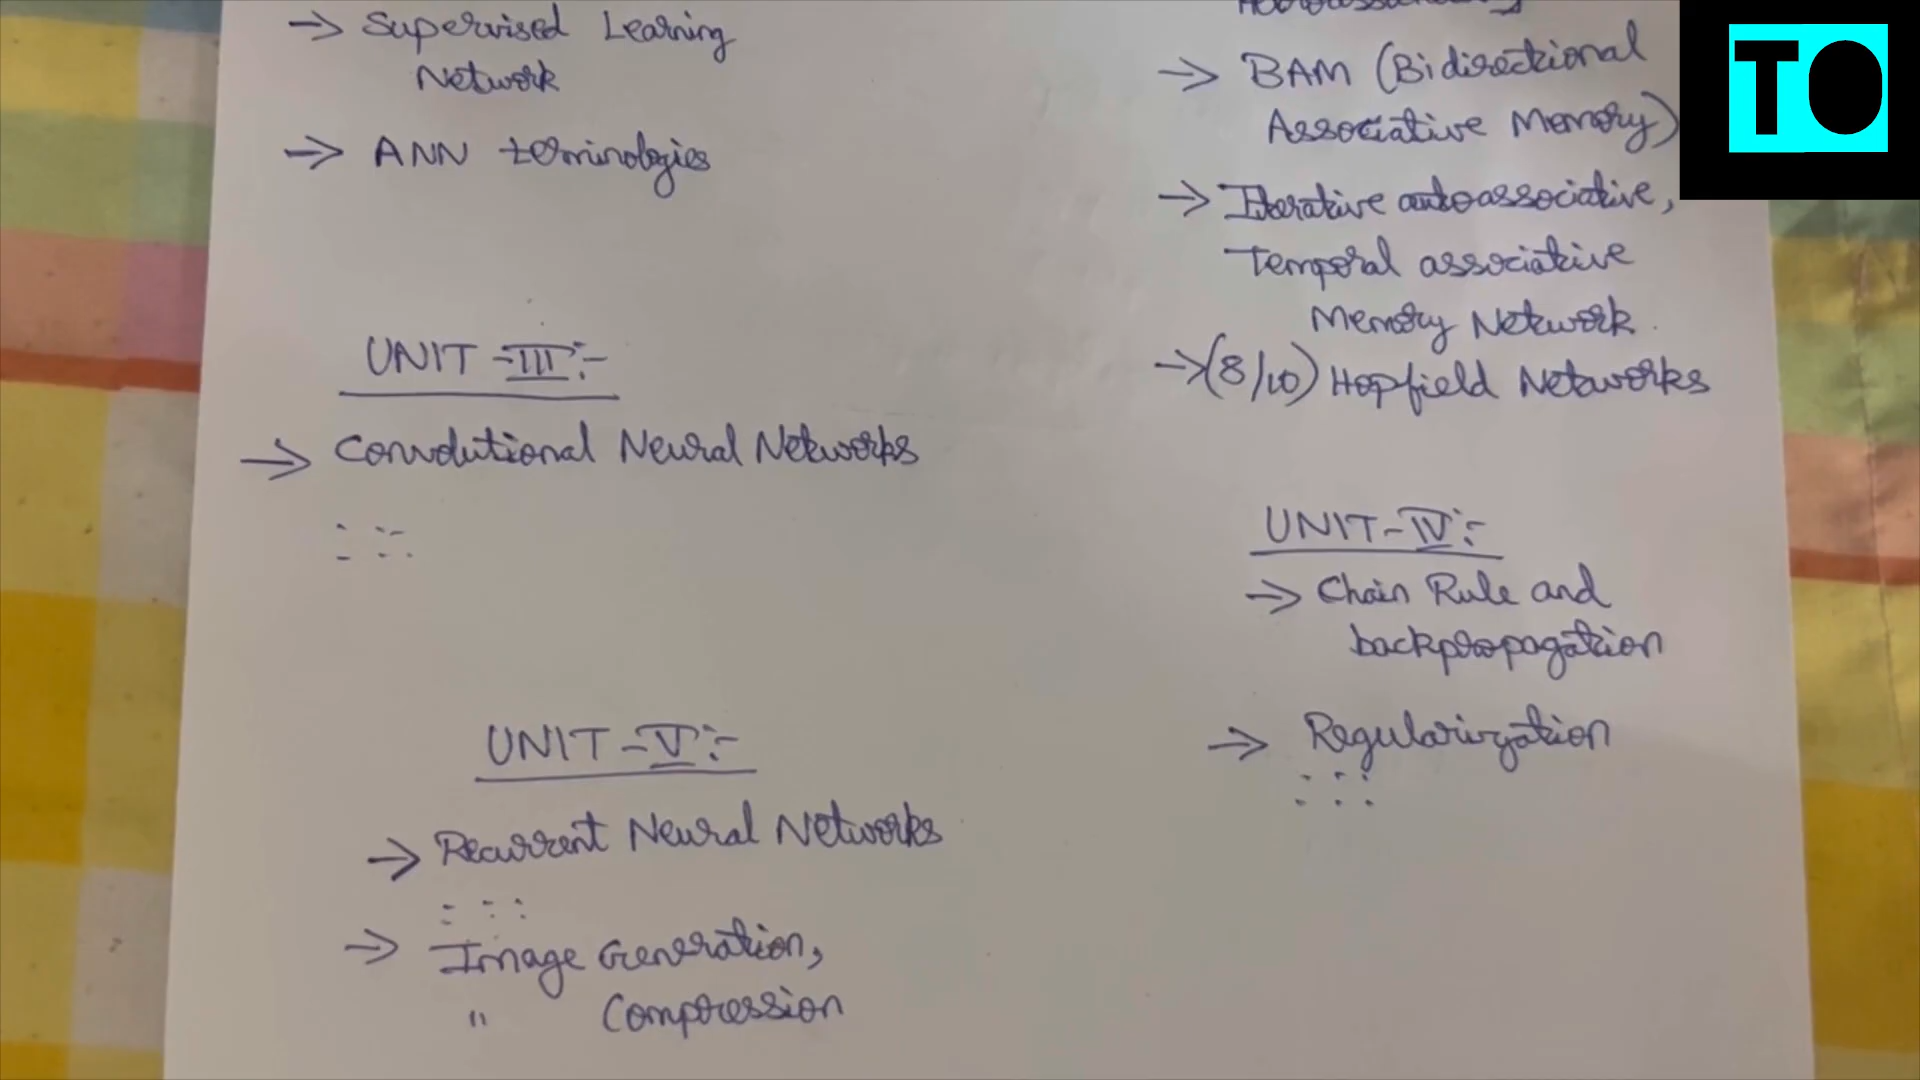 → Supervised Learning
Network
→ ANN terminologies
UNIT - III :-
→ Convolutional Neural Networks
UNIT - V :-
→ Recurrent Neural Networks
→ Image Generation,
" Compression
→ BAM (Bidirectional
Associative Memory)
→ Iterative autoassociative,
Temporal associative
Memory Network.
→ (8/10) Hopfield Networks
UNIT - IV :-
→ Chain Rule and
backpropagation
→ Regularization
TO